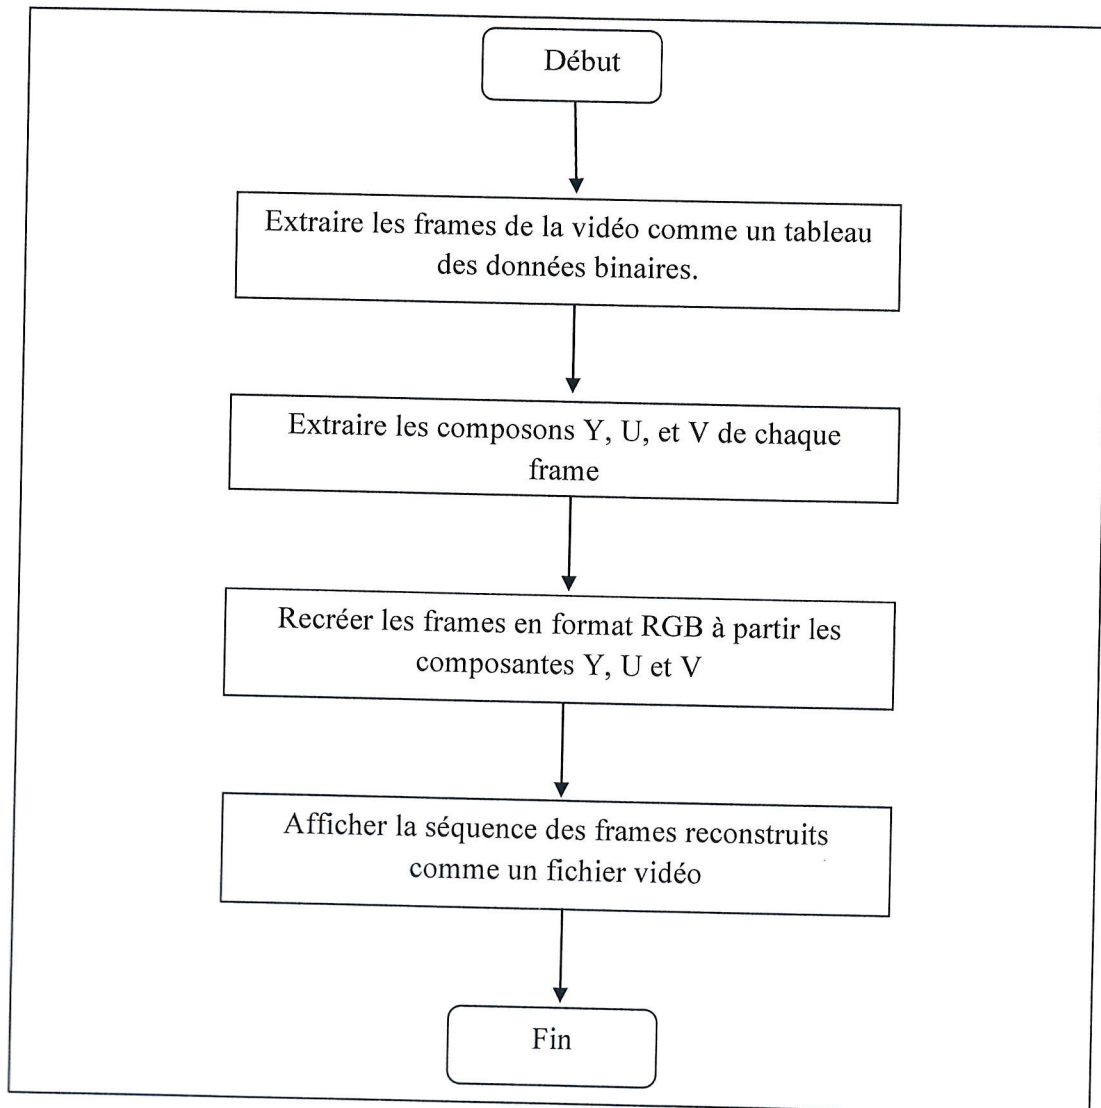 Début
Extraire les frames de la vidéo comme un tableau
des données binaires.
Extraire les composons Y, U, et V de chaque
frame
Recréer les frames en format RGB à partir les
composantes Y, U et V
Afficher la séquence des frames reconstruits
comme un fichier vidéo
Fin